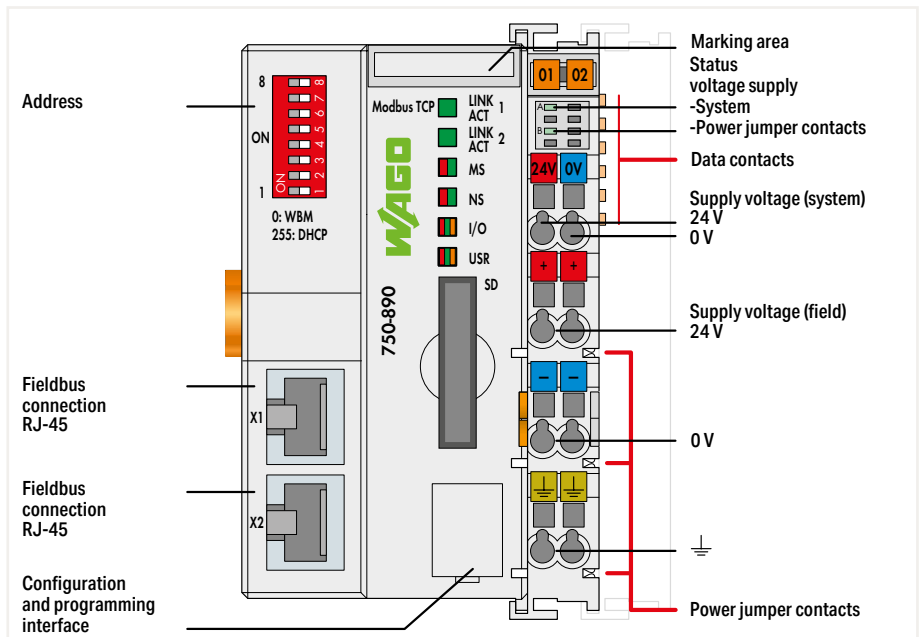 Address
Fieldbus
connection
RJ-45
Fieldbus
connection
RJ-45
Configuration
and programming
interface
8
ON
1
ON
1 2 3 4 5 6 7 8
0: WBM
255: DHCP
X1
X2
Modbus TCP
LINK
ACT 1
LINK
ACT 2
MS
NS
I/O
USR
SD
WAGO
750-890
01 02
A
B
24V 0V
+ +
− −
Marking area
Status
voltage supply
-System
-Power jumper contacts
Data contacts
Supply voltage (system)
24 V
0 V
Supply voltage (field)
24 V
0 V
Power jumper contacts